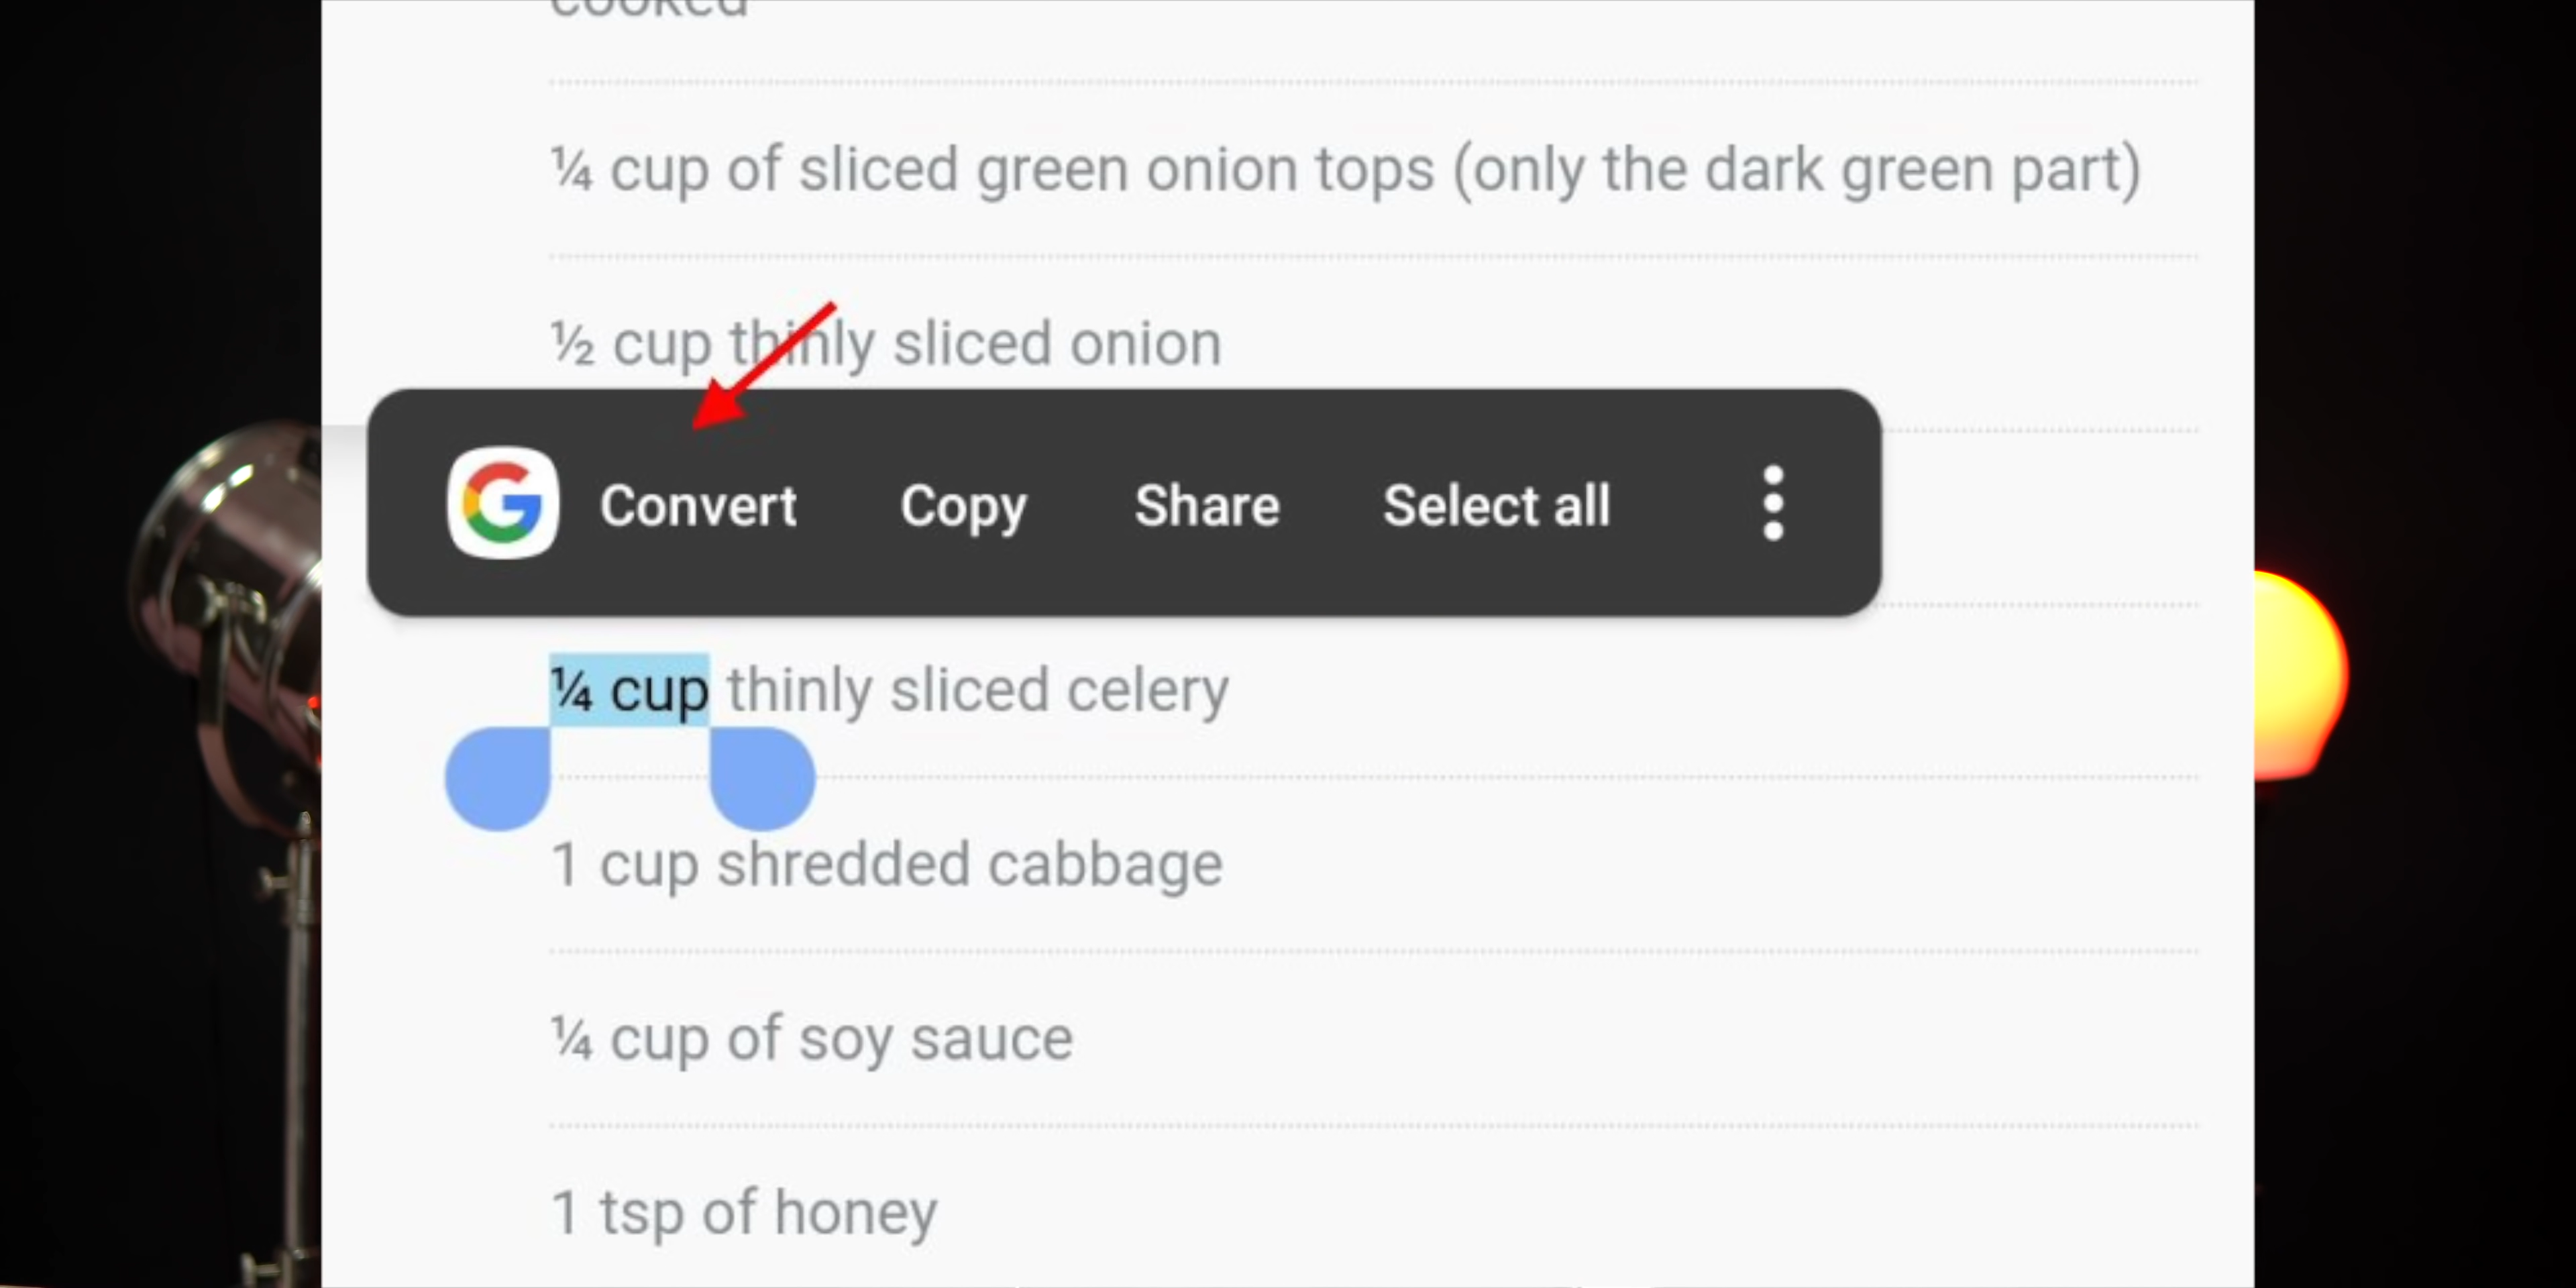 cooked
¼ cup of sliced green onion tops (only the dark green part)
½ cup thinly sliced onion
Convert Copy Share Select all
¼ cup thinly sliced celery
1 cup shredded cabbage
¼ cup of soy sauce
1 tsp of honey